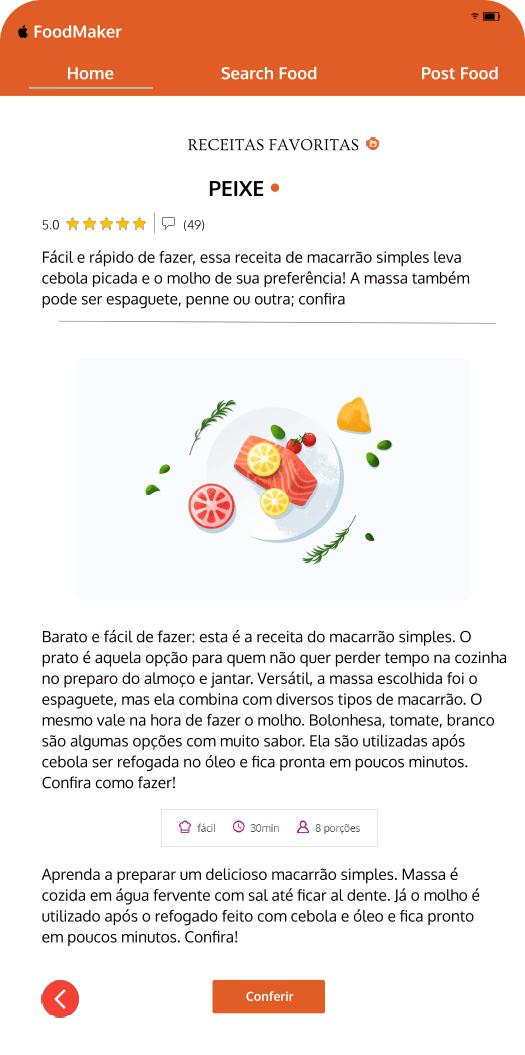 FoodMaker
Home Search Food Post Food
RECEITAS FAVORITAS
PEIXE
5.0 (49)
Fácil e rápido de fazer, essa receita de macarrão simples leva
cebola picada e o molho de sua preferência! A massa também
pode ser espaguete, penne ou outra; confira
Barato e fácil de fazer: esta é a receita do macarrão simples. O
prato é aquela opção para quem não quer perder tempo na cozinha
no preparo do almoço e jantar. Versátil, a massa escolhida foi o
espaguete, mas ela combina com diversos tipos de macarrão. O
mesmo vale na hora de fazer o molho. Bolonhesa, tomate, branco
são algumas opções com muito sabor. Ela são utilizadas após
cebola ser refogada no óleo e fica pronta em poucos minutos.
Confira como fazer!
fácil 30min 8 porções
Aprenda a preparar um delicioso macarrão simples. Massa é
cozida em água fervente com sal até ficar al dente. Já o molho é
utilizado após o refogado feito com cebola e óleo e fica pronto
em poucos minutos. Confira!
Conferir